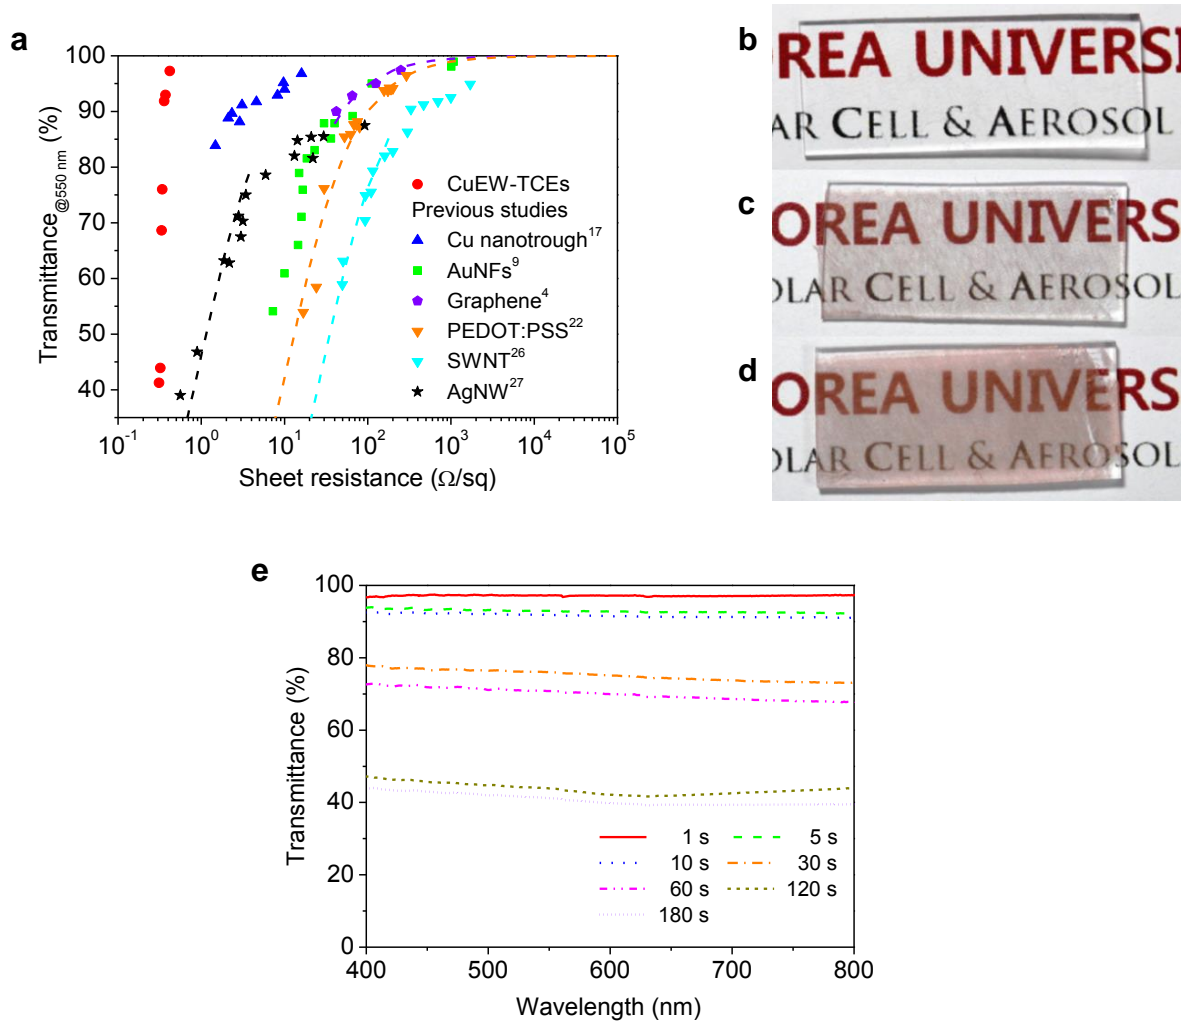 a
Transmittance@550 nm (%)
100
90
80
70
60
50
40
10-1
100
101
102
103
104
105
Sheet resistance (Ω/sq)
CuEW-TCEs
Previous studies
Cu nanotrough17
AuNFs9
Graphene4
PEDOT:PSS22
SWNT26
AgNW27
b
REA UNIVERSI
AR CELL & AEROSOL
c
OREA UNIVERS
OLAR CELL & AEROSOL
d
OREA UNIVERS
OLAR CELL & AEROSOL
e
Transmittance (%)
100
80
60
40
20
0
400
500
600
700
800
Wavelength (nm)
1 s
5 s
10 s
30 s
60 s
120 s
180 s